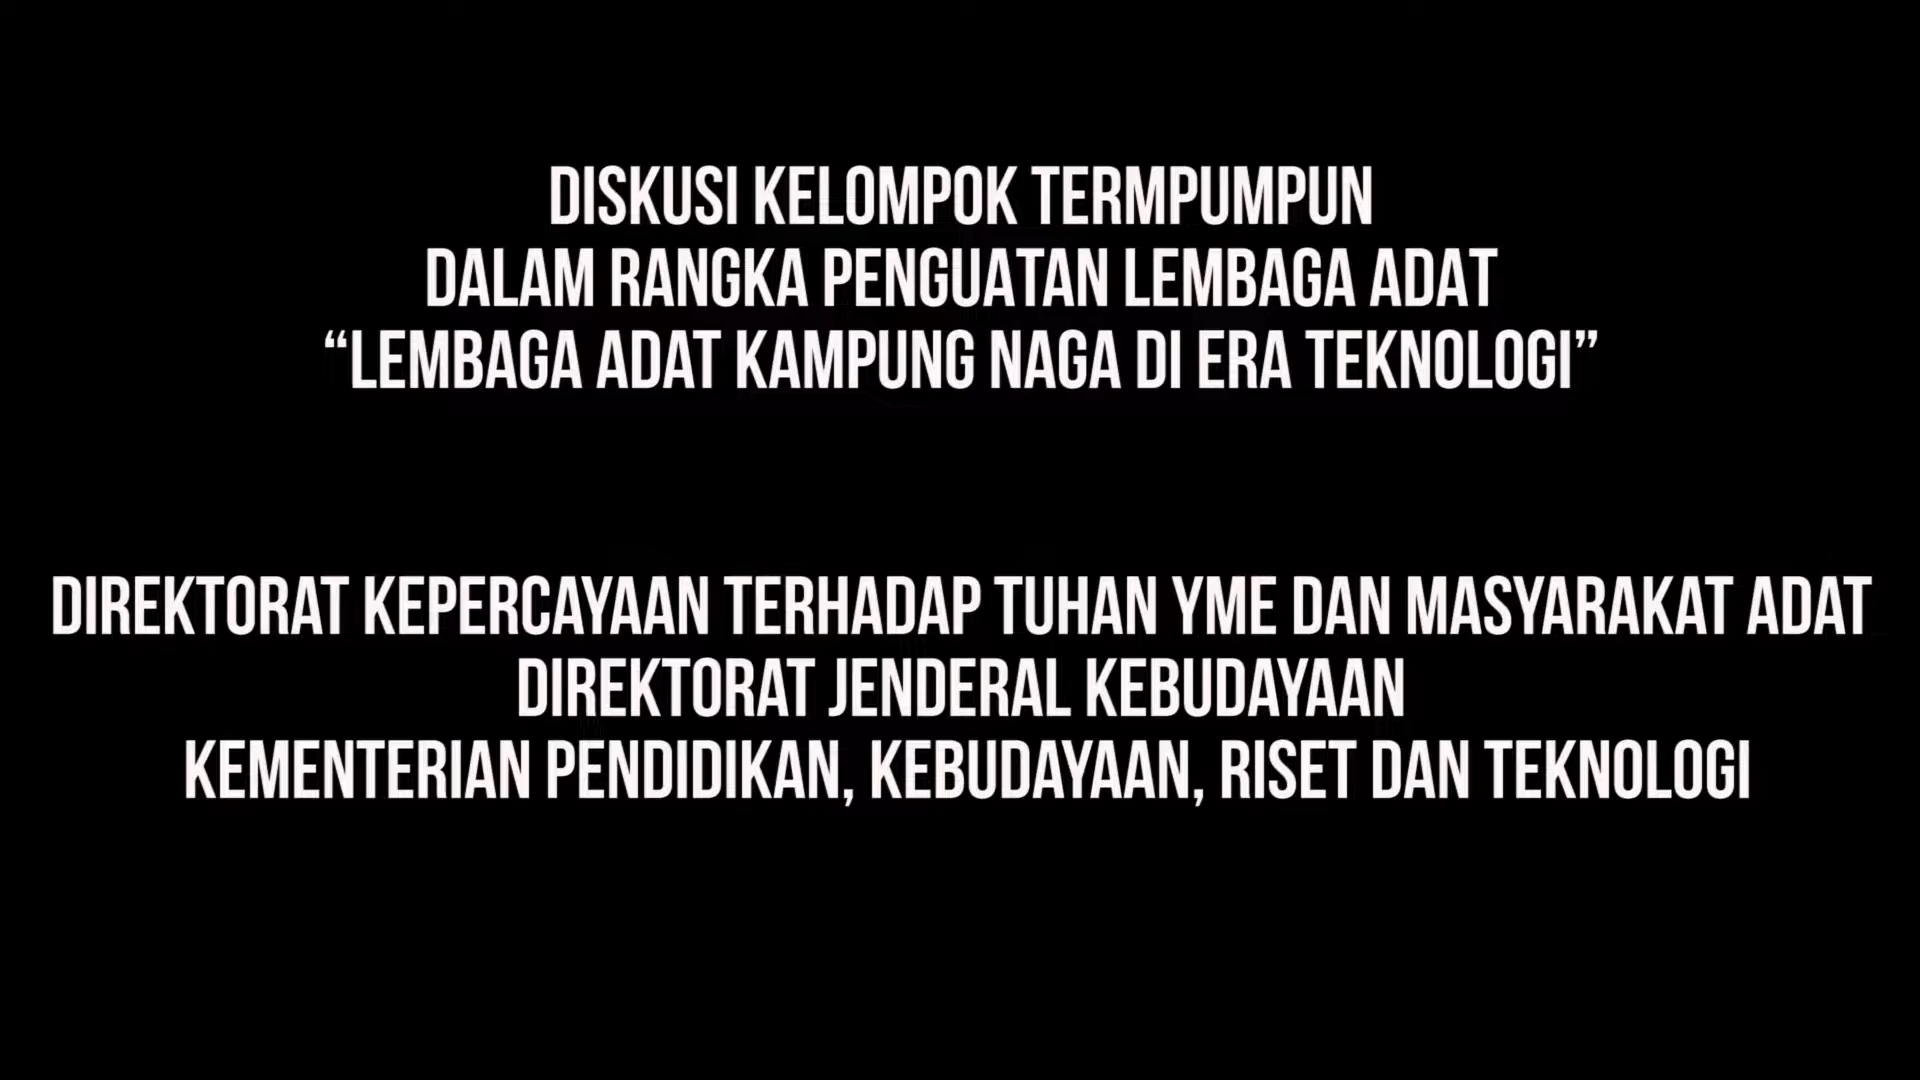 DISKUSI KELOMPOK TERMPUMPUN
DALAM RANGKA PENGUATAN LEMBAGA ADAT
“LEMBAGA ADAT KAMPUNG NAGA DI ERA TEKNOLOGI”
DIREKTORAT KEPERCAYAAN TERHADAP TUHAN YME DAN MASYARAKAT ADAT
DIREKTORAT JENDERAL KEBUDAYAAN
KEMENTERIAN PENDIDIKAN, KEBUDAYAAN, RISET DAN TEKNOLOGI